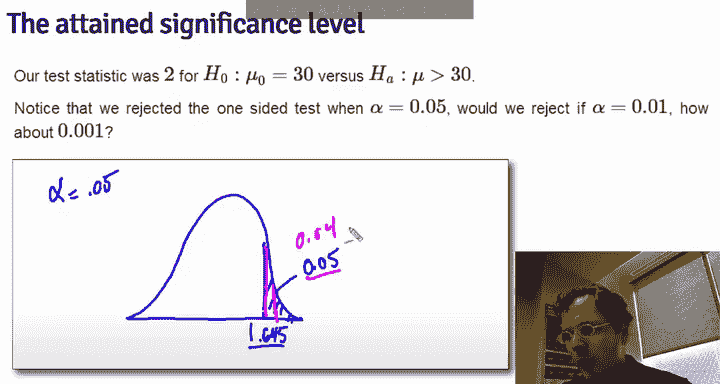 The attained significance level
Our test statistic was 2 for H₀ : μ₀ = 30 versus Hₐ : μ > 30.
Notice that we rejected the one sided test when α = 0.05, would we reject if α = 0.01, how
about 0.001?
α = .05
0.04
0.05
1.645